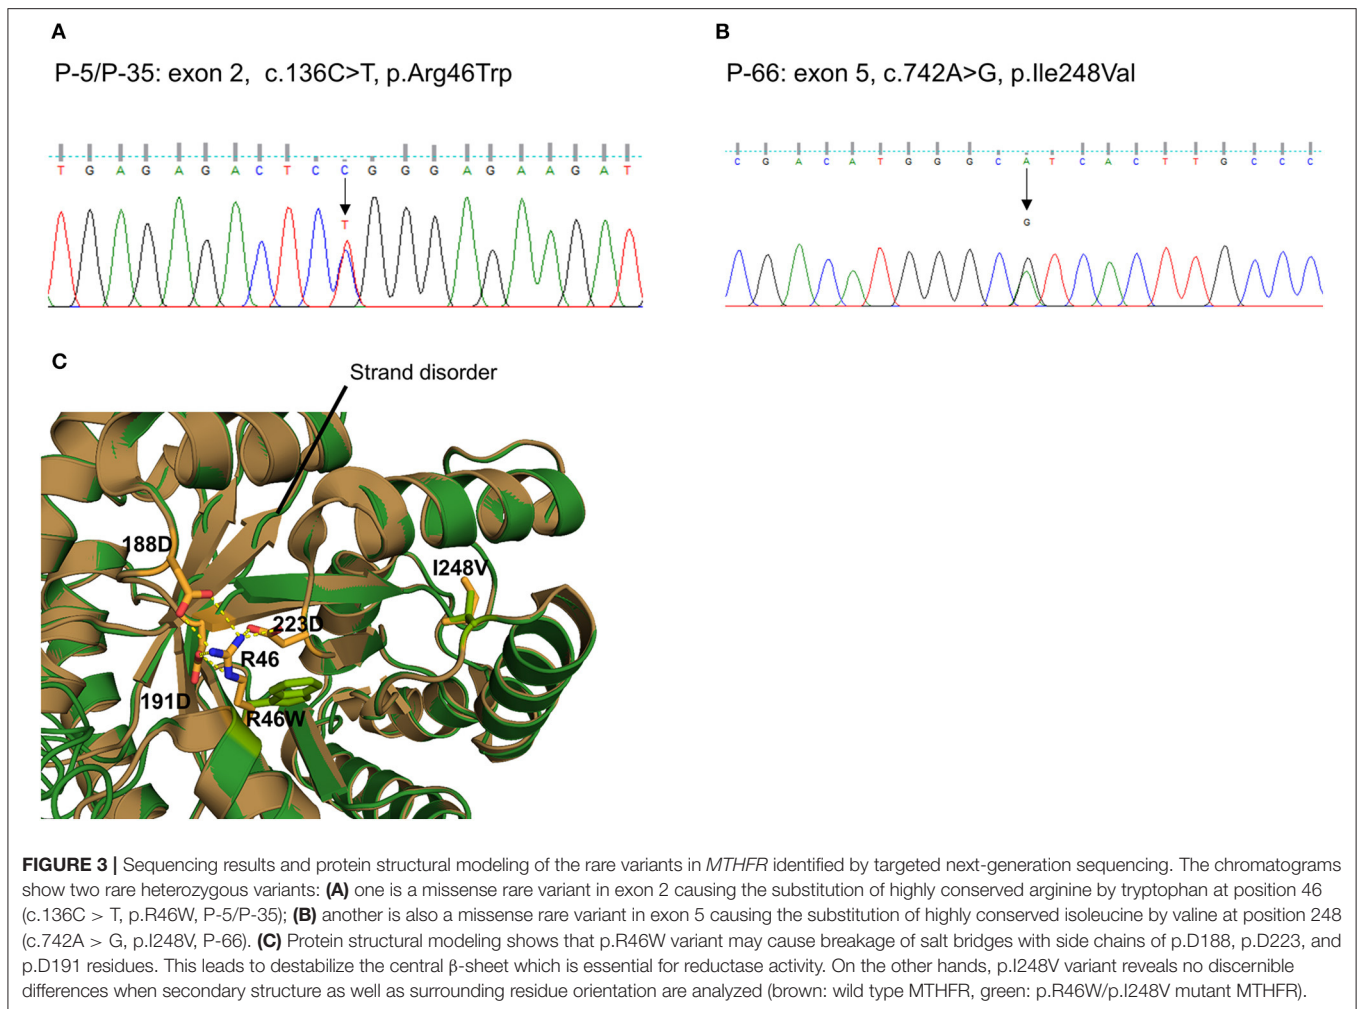 A
P-5/P-35: exon 2, c.136C>T, p.Arg46Trp
T G A G A G A C T C C G G G A G A A G A T
T
B
P-66: exon 5, c.742A>G, p.Ile248Val
C G A C A T G G G C A T C A C T T G C C C
G
C
Strand disorder
188D
I248V
223D
R46
191D
R46W
FIGURE 3 | Sequencing results and protein structural modeling of the rare variants in MTHFR identified by targeted next-generation sequencing. The chromatograms
show two rare heterozygous variants: (A) one is a missense rare variant in exon 2 causing the substitution of highly conserved arginine by tryptophan at position 46
(c.136C > T, p.R46W, P-5/P-35); (B) another is also a missense rare variant in exon 5 causing the substitution of highly conserved isoleucine by valine at position 248
(c.742A > G, p.I248V, P-66). (C) Protein structural modeling shows that p.R46W variant may cause breakage of salt bridges with side chains of p.D188, p.D223, and
p.D191 residues. This leads to destabilize the central β-sheet which is essential for reductase activity. On the other hands, p.I248V variant reveals no discernible
differences when secondary structure as well as surrounding residue orientation are analyzed (brown: wild type MTHFR, green: p.R46W/p.I248V mutant MTHFR).